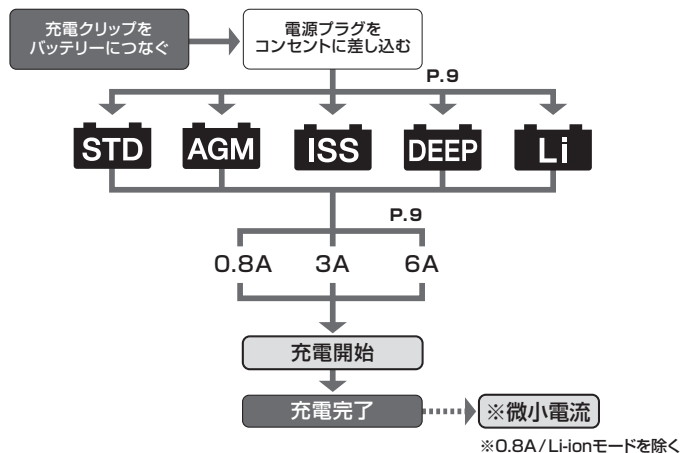 充電クリップを
バッテリーにつなぐ
電源プラグを
コンセントに差し込む
P.9
STD
AGM
ISS
DEEP
Li
P.9
0.8A
3A
6A
充電開始
充電完了
※微小電流
※0.8A/Li-ionモードを除く